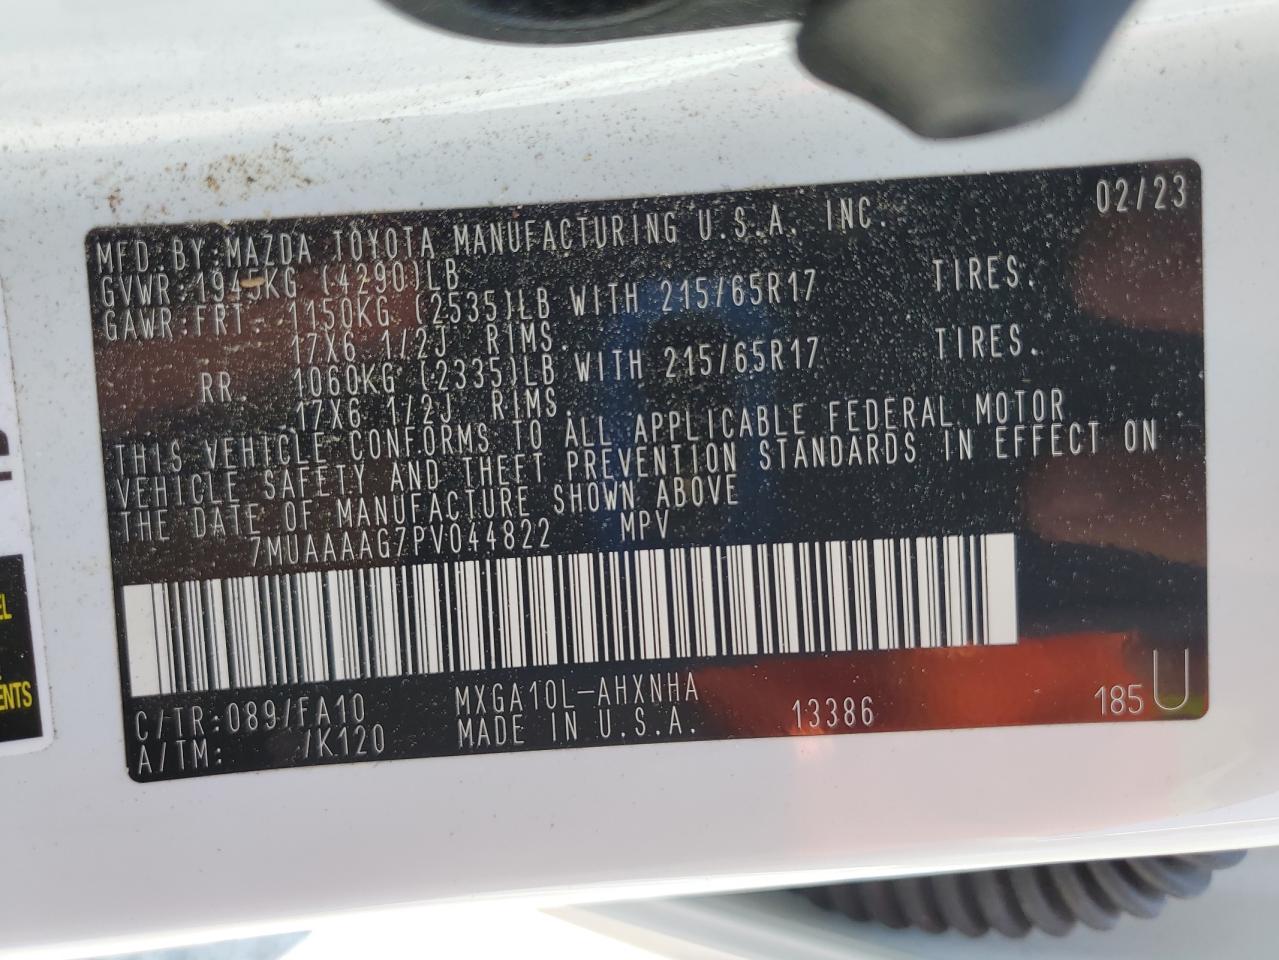 02/23
MFD.BY:MAZDA TOYOTA MANUFACTURING U.S.A. INC.
GVWR:1945KG (4290)LB
GAWR:FRT. 1150KG (2535)LB WITH 215/65R17 TIRES.
17X6 1/2J RIMS.
RR. 1060KG (2335)LB WITH 215/65R17 TIRES.
17X6 1/2J RIMS.
THIS VEHICLE CONFORMS TO ALL APPLICABLE FEDERAL MOTOR
VEHICLE SAFETY AND THEFT PREVENTION STANDARDS IN EFFECT ON
THE DATE OF MANUFACTURE SHOWN ABOVE
7MUAAAAG7PV044822 MPV
C/TR:089/FA10 MXGA10L-AHXNHA
A/TM: /K120 MADE IN U.S.A. 13386 185 U